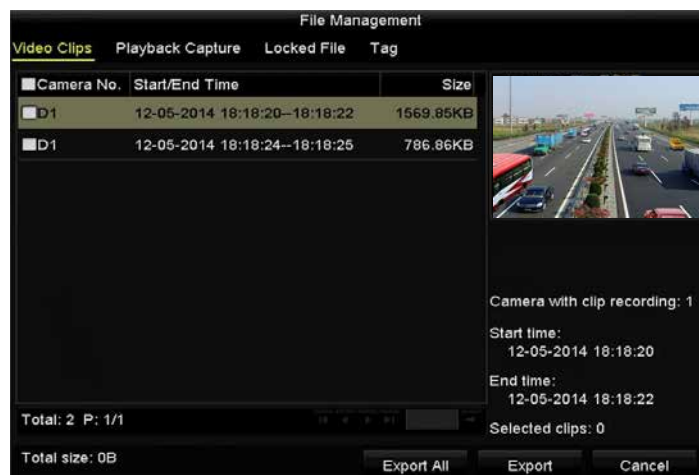 File Management
Video Clips Playback Capture Locked File Tag
Camera No. Start/End Time Size
D1 12-05-2014 18:18:20--18:18:22 1569.85KB
D1 12-05-2014 18:18:24--18:18:25 786.86KB
Camera with clip recording: 1
Start time:
12-05-2014 18:18:20
End time:
12-05-2014 18:18:22
Selected clips: 0
Total: 2 P: 1/1
Total size: 0B
Export All Export Cancel